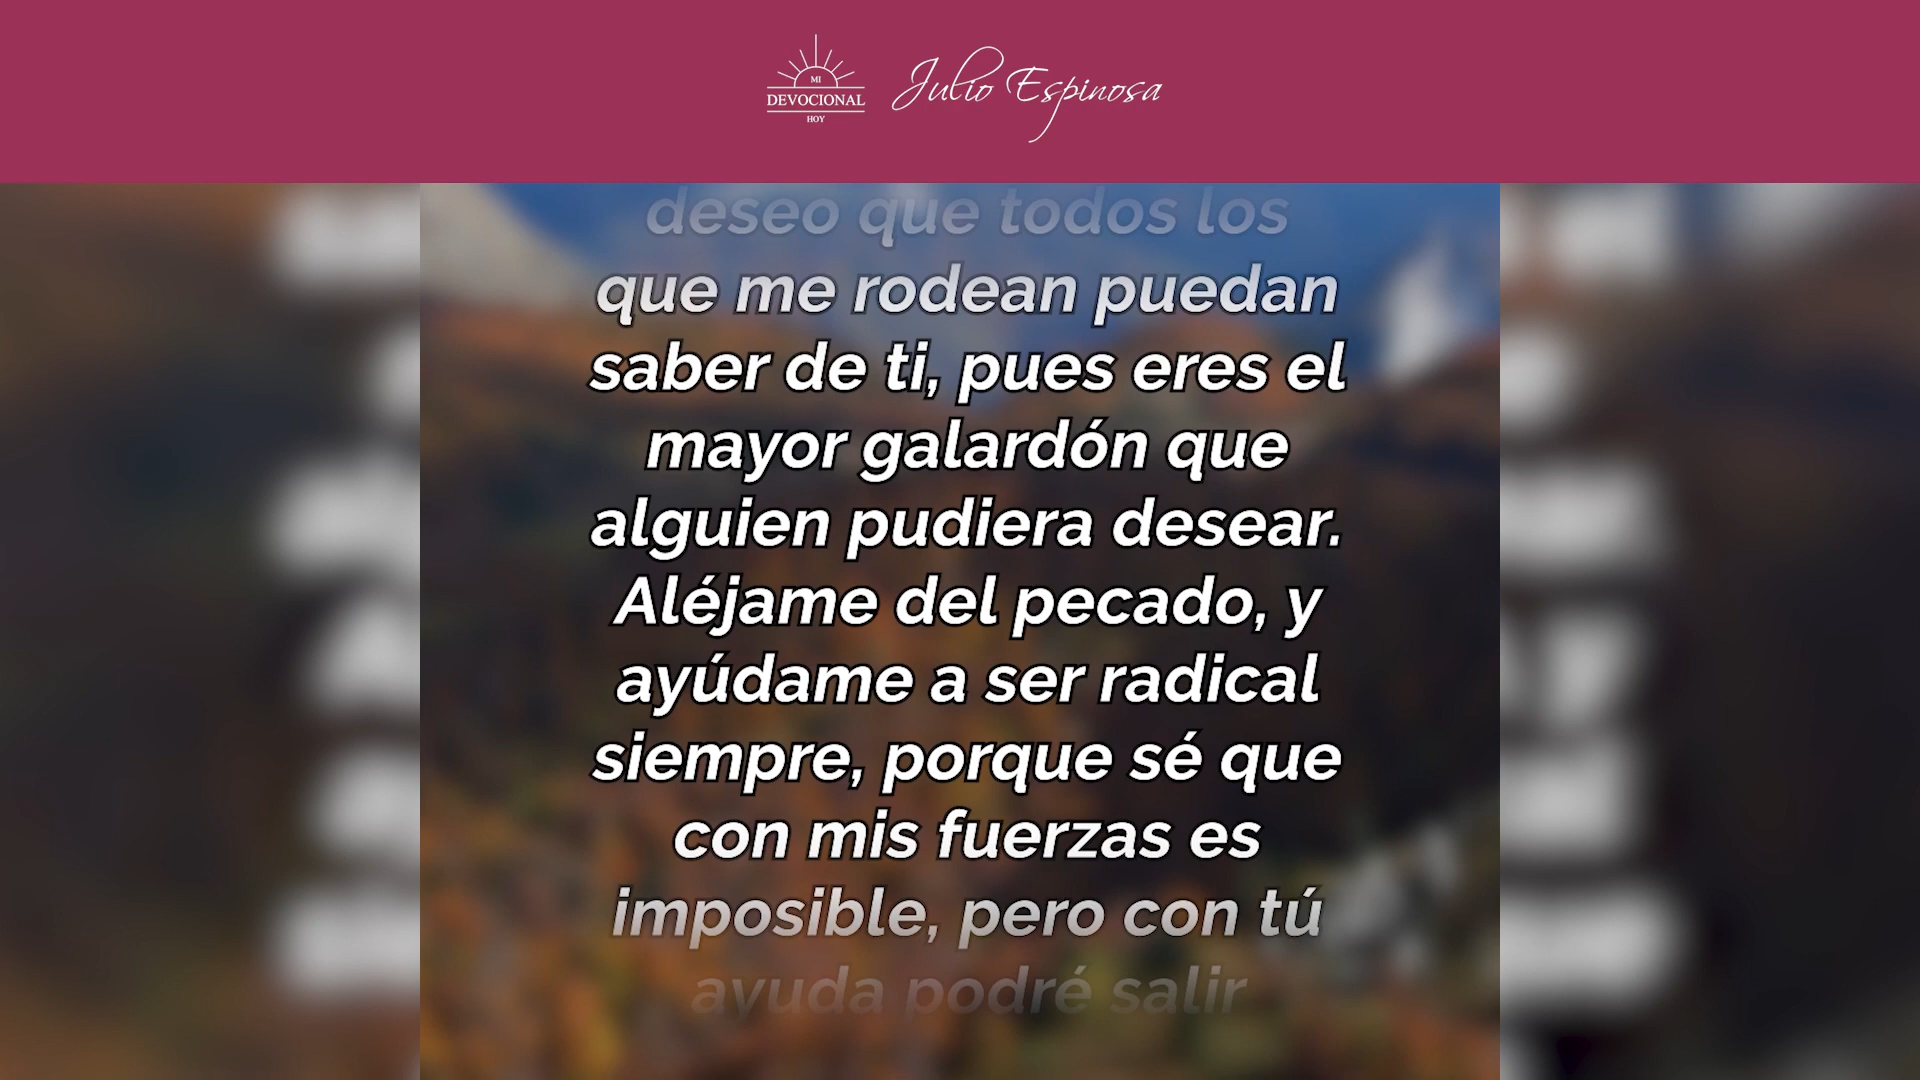 MI
DEVOCIONAL
HOY
Julio Espinosa
deseo que todos los
que me rodean puedan
saber de ti, pues eres el
mayor galardón que
alguien pudiera desear.
Aléjame del pecado, y
ayúdame a ser radical
siempre, porque sé que
con mis fuerzas es
imposible, pero con tú
ayuda podré salir